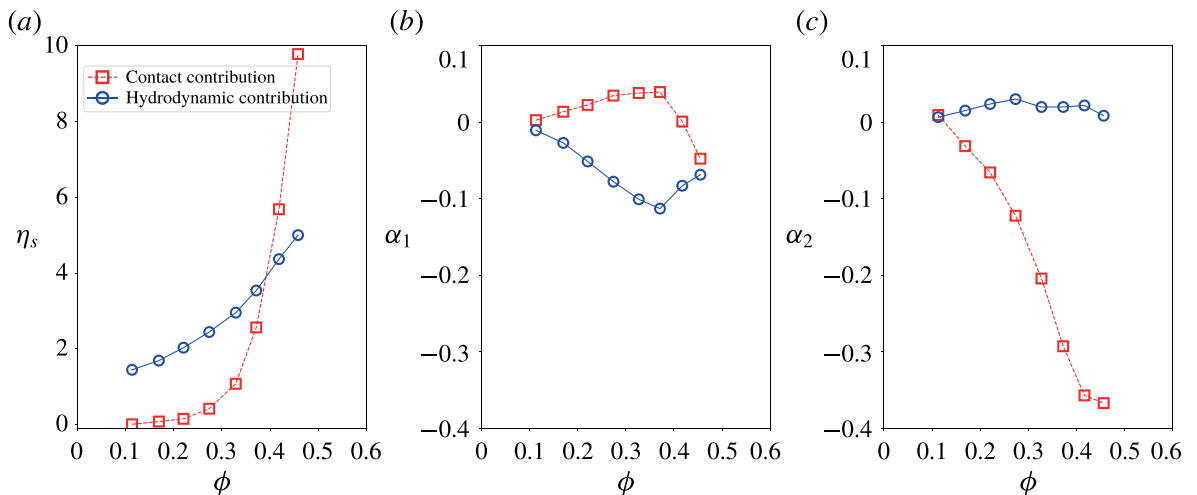 (a)
10
8
6
4
2
0
η_s
Contact contribution
Hydrodynamic contribution
0 0.1 0.2 0.3 0.4 0.5 0.6
ϕ
(b)
0.1
0
−0.1
−0.2
−0.3
−0.4
α_1
0 0.1 0.2 0.3 0.4 0.5 0.6
ϕ
(c)
0.1
0
−0.1
−0.2
−0.3
−0.4
α_2
0 0.1 0.2 0.3 0.4 0.5 0.6
ϕ